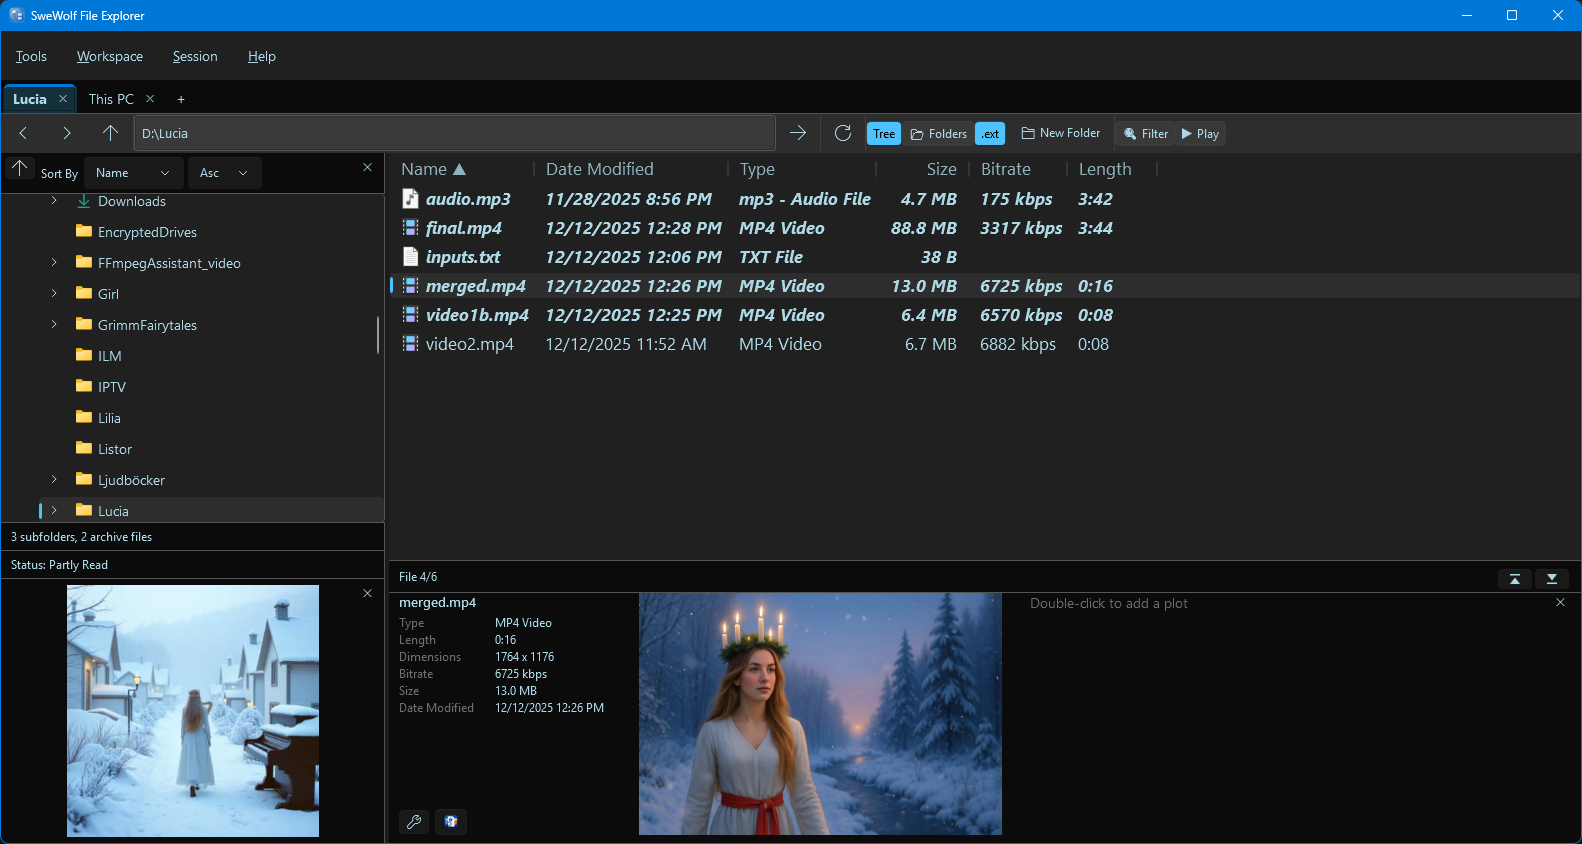 SweWolf File Explorer
Tools Workspace Session Help
Lucia This PC +
D:\Lucia Tree Folders .ext New Folder Filter Play
Sort By Name Asc
Downloads
EncryptedDrives
FFmpegAssistant_video
Girl
GrimmFairytales
ILM
IPTV
Lilia
Listor
Ljudböcker
Lucia
3 subfolders, 2 archive files
Status: Partly Read
Name Date Modified Type Size Bitrate Length
audio.mp3 11/28/2025 8:56 PM mp3 - Audio File 4.7 MB 175 kbps 3:42
final.mp4 12/12/2025 12:28 PM MP4 Video 88.8 MB 3317 kbps 3:44
inputs.txt 12/12/2025 12:06 PM TXT File 38 B
merged.mp4 12/12/2025 12:26 PM MP4 Video 13.0 MB 6725 kbps 0:16
video1b.mp4 12/12/2025 12:25 PM MP4 Video 6.4 MB 6570 kbps 0:08
video2.mp4 12/12/2025 11:52 AM MP4 Video 6.7 MB 6882 kbps 0:08
File 4/6
merged.mp4
Type MP4 Video
Length 0:16
Dimensions 1764 x 1176
Bitrate 6725 kbps
Size 13.0 MB
Date Modified 12/12/2025 12:26 PM
Double-click to add a plot